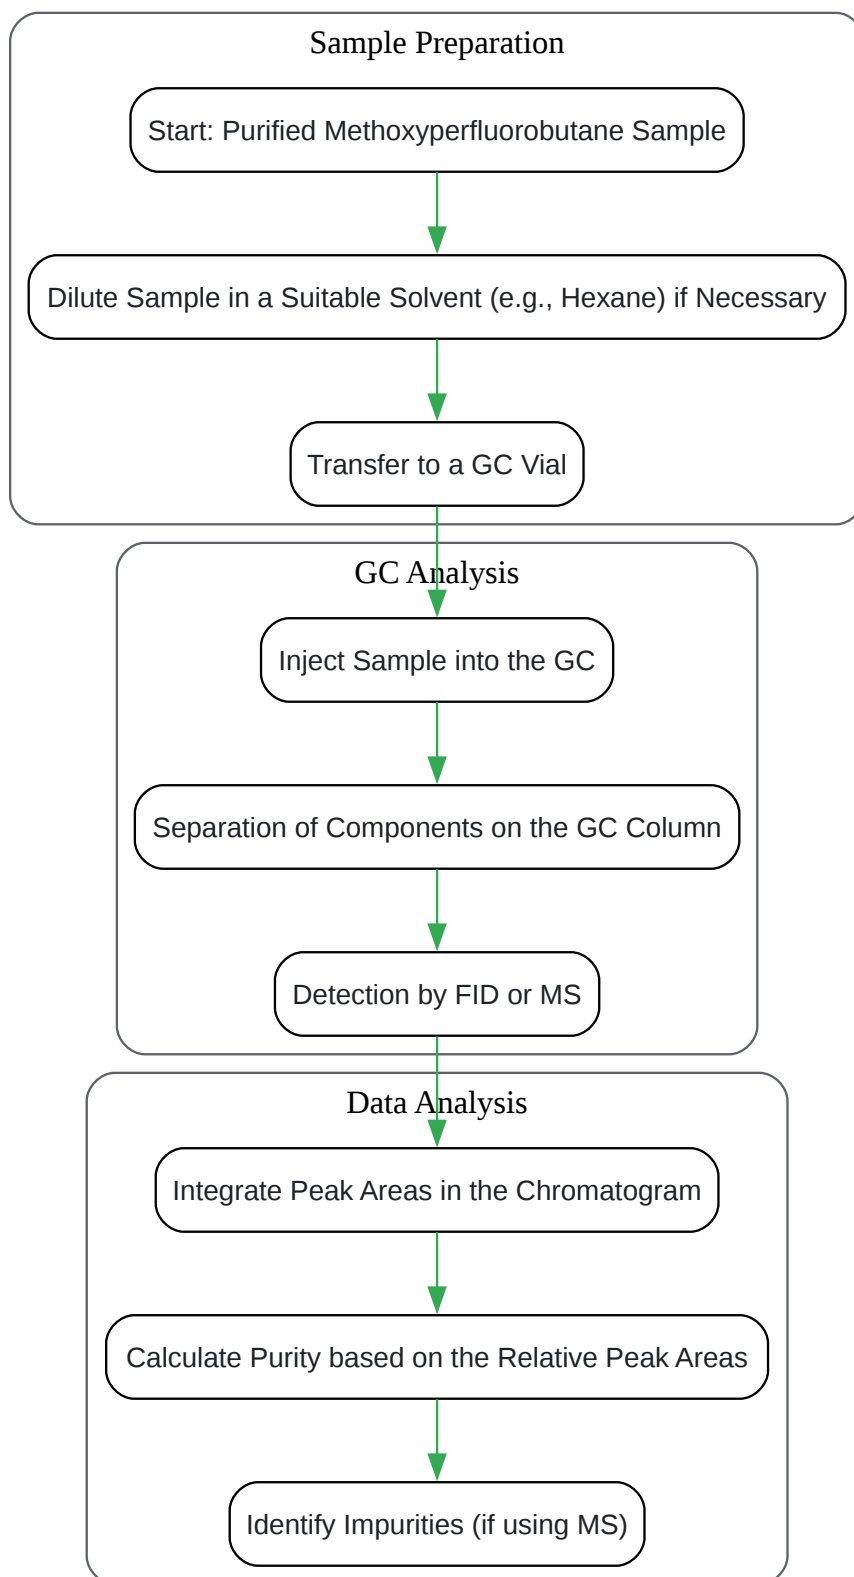 Sample Preparation
Start: Purified Methoxyperfluorobutane Sample
Dilute Sample in a Suitable Solvent (e.g., Hexane) if Necessary
Transfer to a GC Vial
GC Analysis
Inject Sample into the GC
Separation of Components on the GC Column
Detection by FID or MS
Data Analysis
Integrate Peak Areas in the Chromatogram
Calculate Purity based on the Relative Peak Areas
Identify Impurities (if using MS)